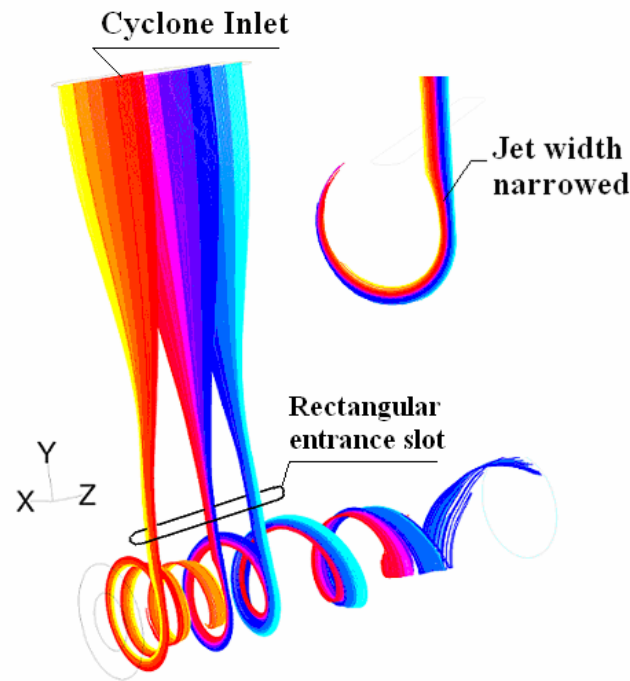 Cyclone Inlet
Jet width
narrowed
Rectangular
entrance slot
Y
X
Z